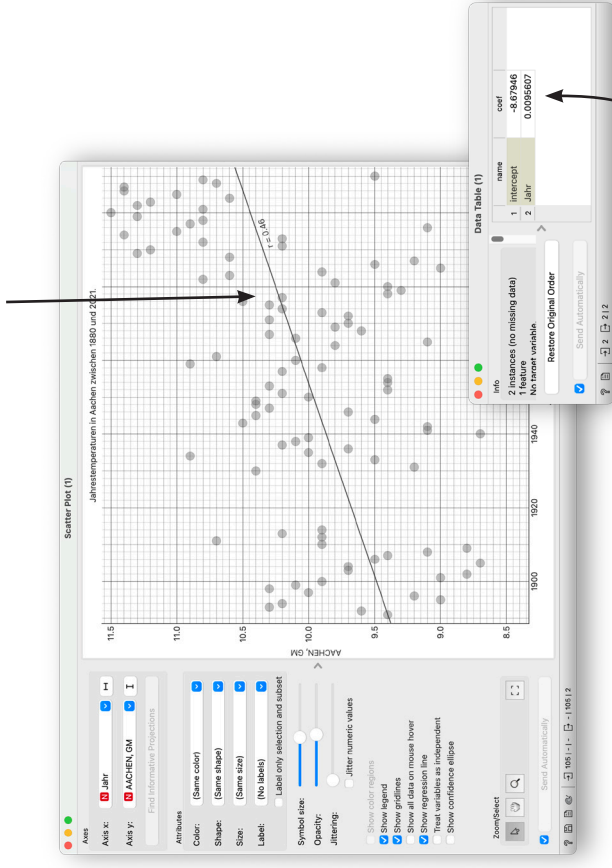 Scatter Plot (1)
Axes
Axis x: N Jahr
Axis y: N AACHEN, GM
Find Informative Projections
Attributes
Color: (Same color)
Shape: (Same shape)
Size: (Same size)
Label: (No labels)
Label only selection and subset
Symbol size:
Opacity:
Jittering:
Jitter numeric values
Show color regions
Show legend
Show gridlines
Show all data on mouse hover
Show regression line
Treat variables as independent
Show confidence ellipse
Zoom/Select
Send Automatically
105 | - | - - | 105 | 2
Jahrestemperaturen in Aachen zwischen 1880 und 2021.
AACHEN, GM
11.5
11.0
10.5
10.0
9.5
9.0
8.5
1900
1920
1940
r = 0.46
Data Table (1)
Info
2 instances (no missing data)
1 feature
No target variable.
Restore Original Order
Send Automatically
2 2 | 2
name coef
1 intercept -8.67946
2 Jahr 0.0095607